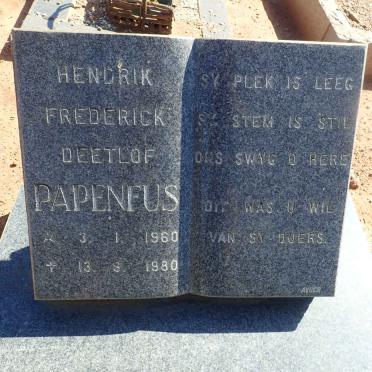 HENDRIK
FREDERICK
DEETLOF
PAPENFUS
* 3. 1. 1960
+ 13. 9. 1980
SY PLEK IS LEEG
SY STEM IS STIL
ONS SWYG O HERE
DIT WAS U WIL
VAN SY BOERS.